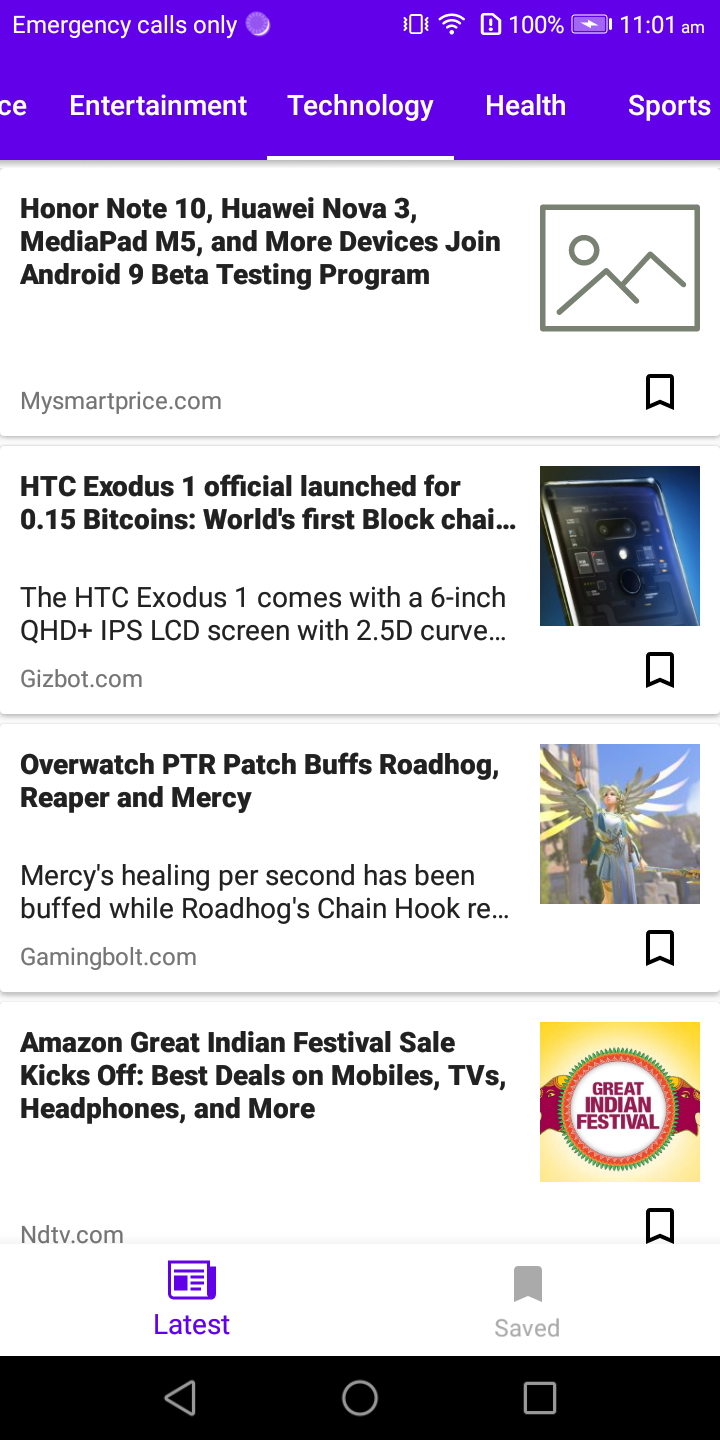 Emergency calls only 100% 11:01 am
ce Entertainment Technology Health Sports
Honor Note 10, Huawei Nova 3,
MediaPad M5, and More Devices Join
Android 9 Beta Testing Program
Mysmartprice.com
HTC Exodus 1 official launched for
0.15 Bitcoins: World's first Block chai...
The HTC Exodus 1 comes with a 6-inch
QHD+ IPS LCD screen with 2.5D curve...
Gizbot.com
Overwatch PTR Patch Buffs Roadhog,
Reaper and Mercy
Mercy's healing per second has been
buffed while Roadhog's Chain Hook re...
Gamingbolt.com
Amazon Great Indian Festival Sale
Kicks Off: Best Deals on Mobiles, TVs,
Headphones, and More
GREAT
INDIAN
FESTIVAL
Ndtv.com
Latest Saved